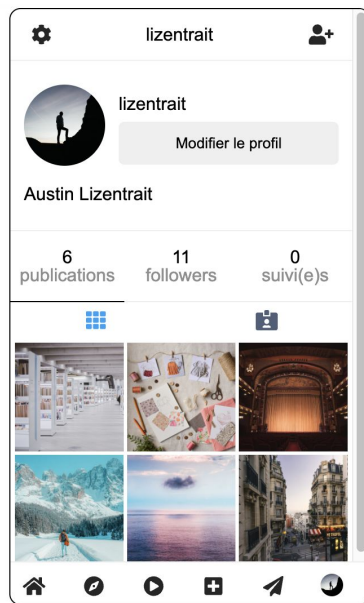 lizentrait
lizentrait
Modifier le profil
Austin Lizentrait
6 11 0
publications followers suivi(e)s